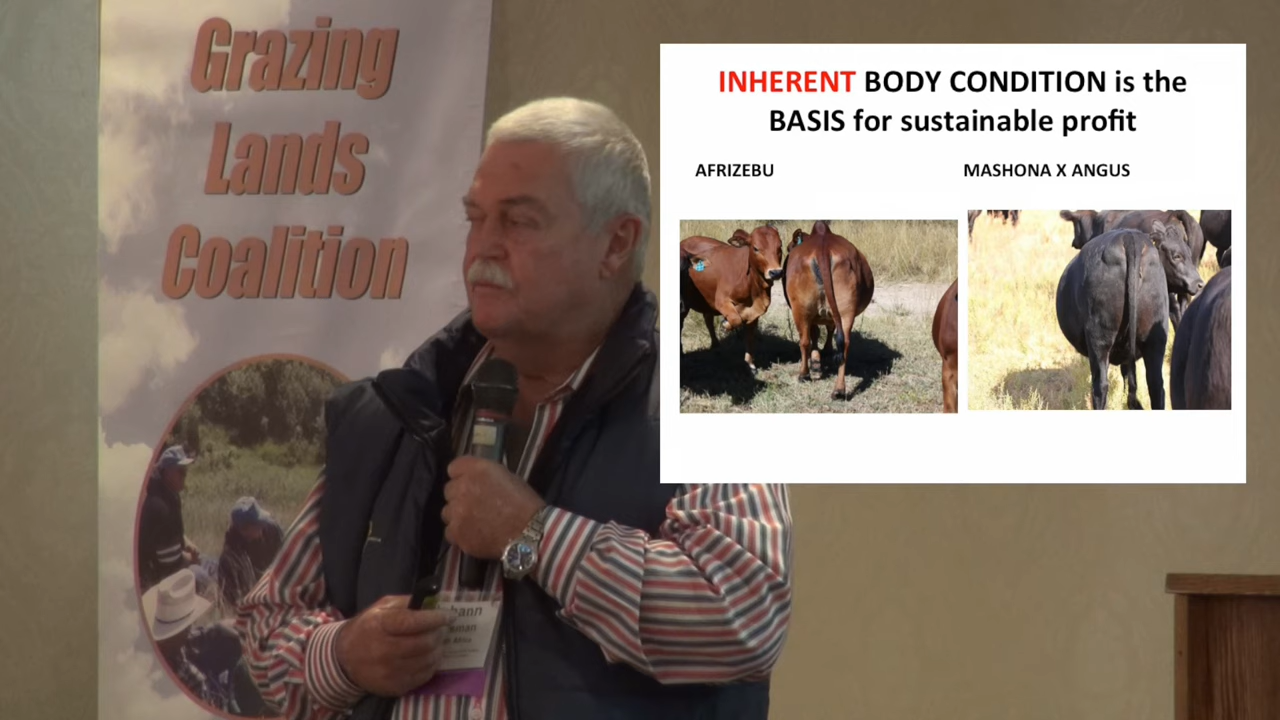 Grazing
Lands
Coalition
INHERENT BODY CONDITION is the
BASIS for sustainable profit
AFRIZEBU
MASHONA X ANGUS